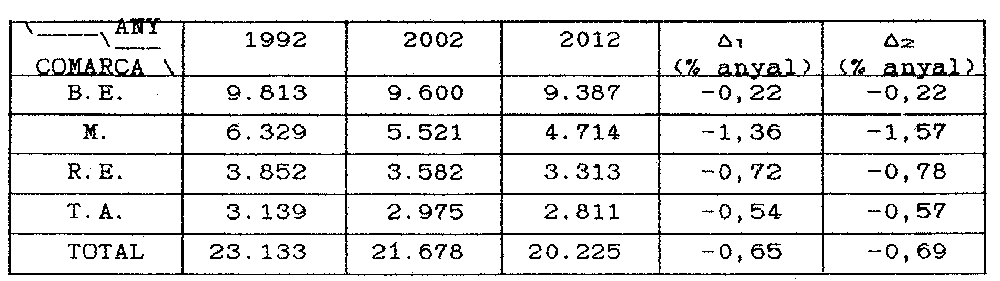 \____\ANY 1992 2002 2012 Δ1 Δ2
COMARCA \ (% anyal) (% anyal)
B.E. 9.813 9.600 9.387 -0,22 -0,22
M. 6.329 5.521 4.714 -1,36 -1,57
R.E. 3.852 3.582 3.313 -0,72 -0,78
T.A. 3.139 2.975 2.811 -0,54 -0,57
TOTAL 23.133 21.678 20.225 -0,65 -0,69